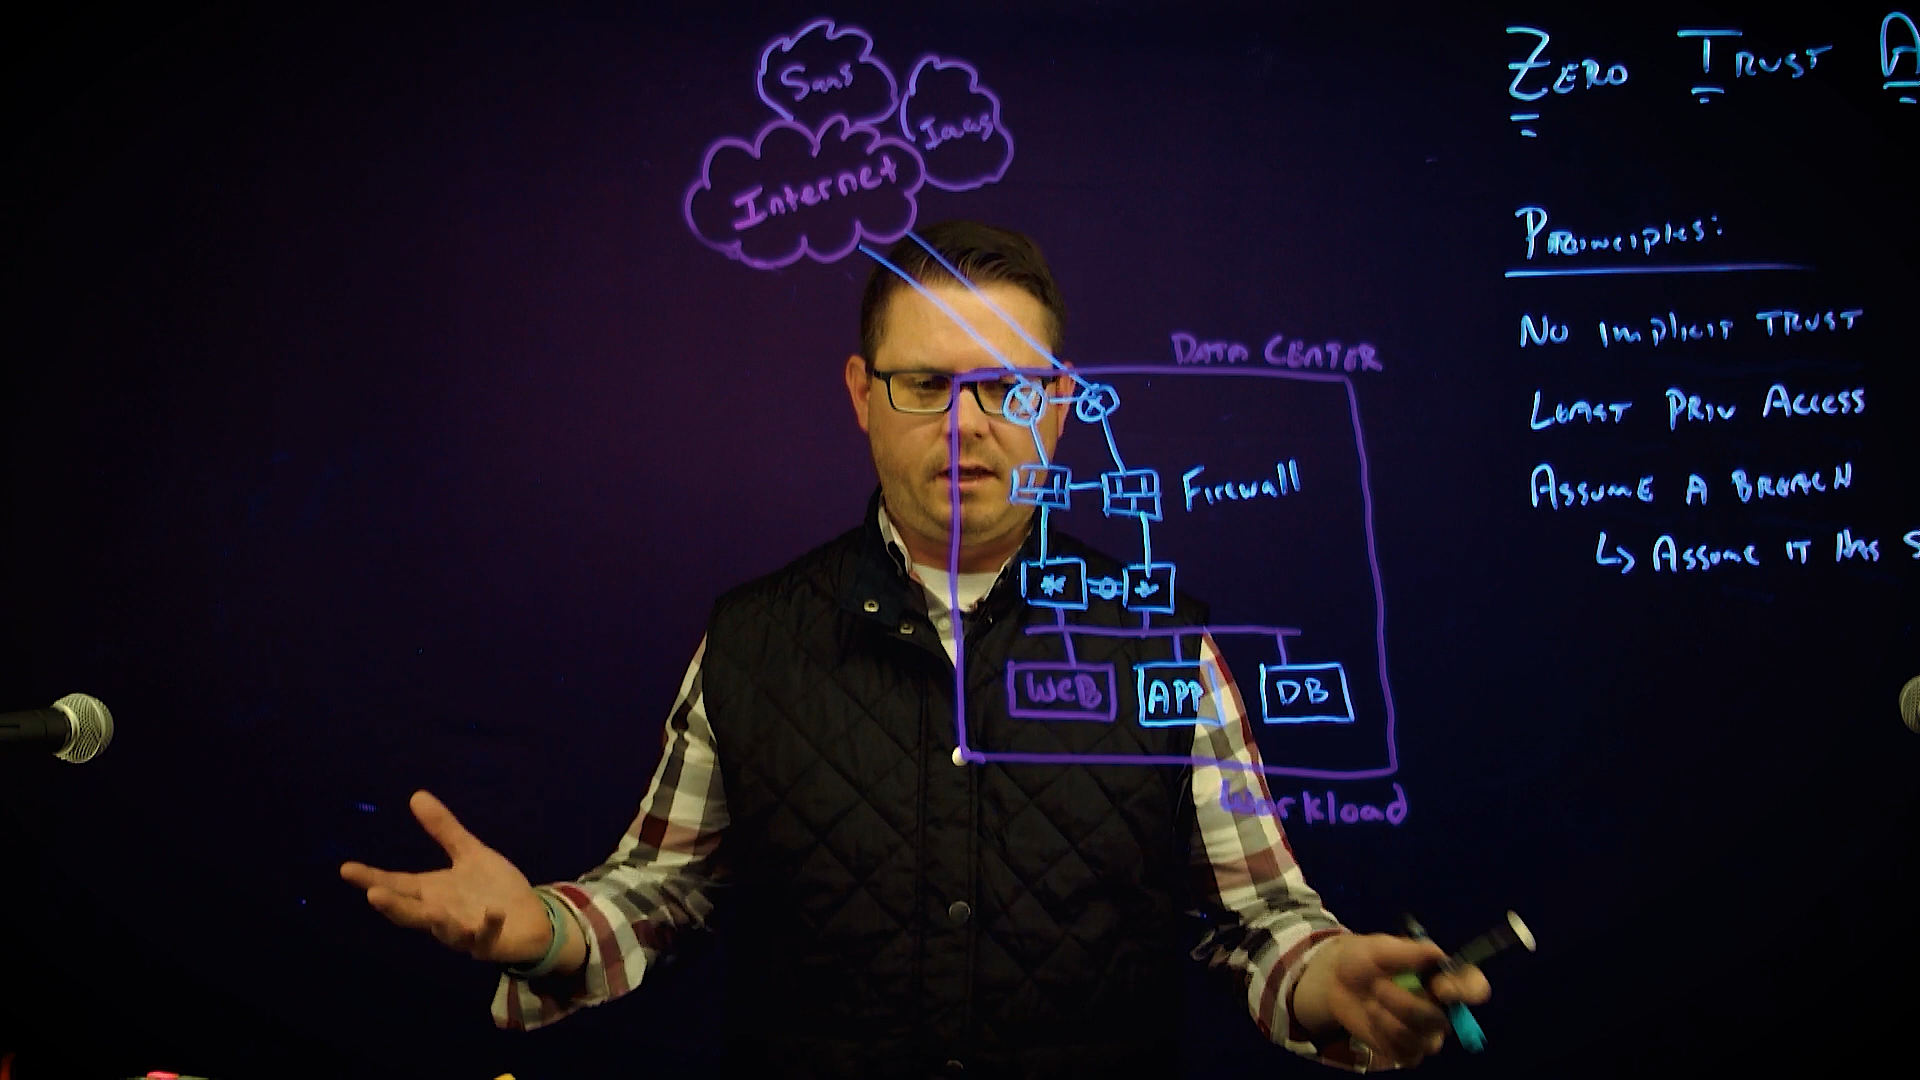 SaaS
IaaS
Internet
DATA CENTER
Firewall
WEB
APP
DB
Workload
ZERO TRUST A
PRinciples:
NO IMPLICIT TRUST
LEAST PRIV ACCESS
ASSUME A BREACH
↳ ASSUME IT HAS S